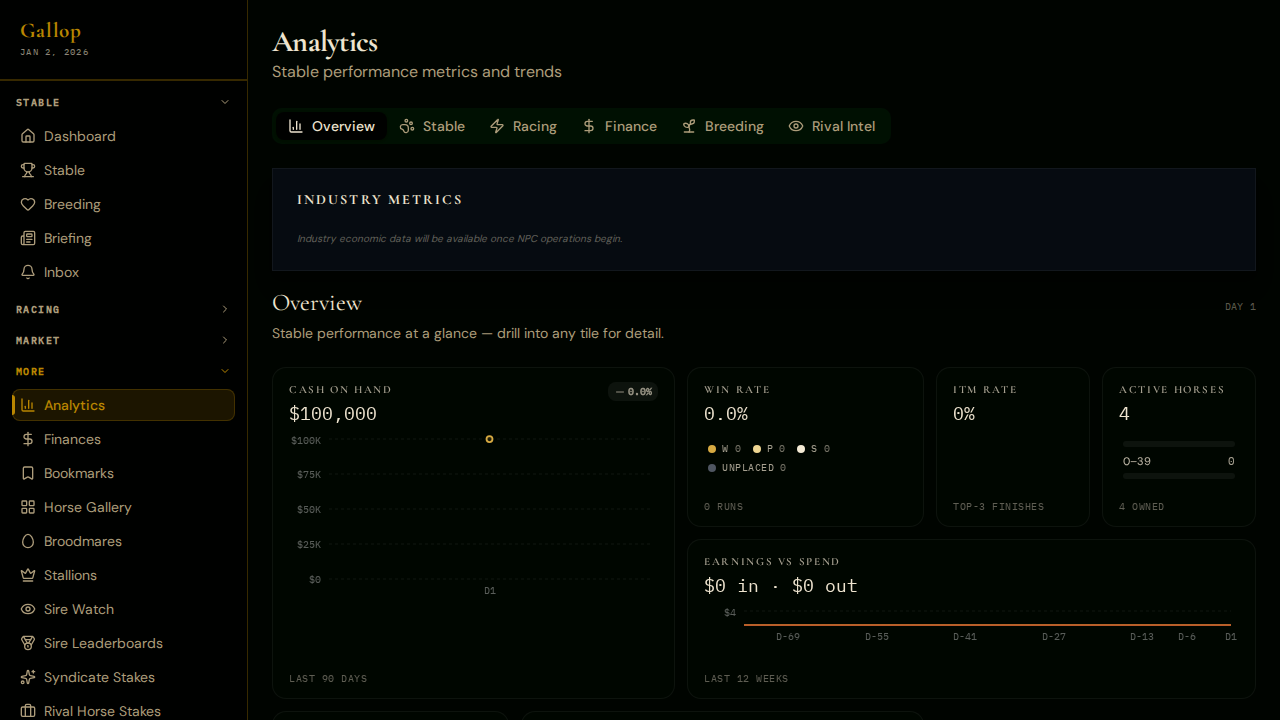 Gallop
JAN 2, 2026
STABLE
Dashboard
Stable
Breeding
Briefing
Inbox
RACING
MARKET
MORE
Analytics
Finances
Bookmarks
Horse Gallery
Broodmares
Stallions
Sire Watch
Sire Leaderboards
Syndicate Stakes
Rival Horse Stakes
Analytics
Stable performance metrics and trends
Overview
Stable
Racing
Finance
Breeding
Rival Intel
INDUSTRY METRICS
Industry economic data will be available once NPC operations begin.
Overview
DAY 1
Stable performance at a glance — drill into any tile for detail.
CASH ON HAND
— 0.0%
$100,000
$100K
$75K
$50K
$25K
$0
D1
LAST 90 DAYS
WIN RATE
0.0%
W 0 P 0 S 0
UNPLACED 0
0 RUNS
ITM RATE
0%
TOP-3 FINISHES
ACTIVE HORSES
4
0–39 0
4 OWNED
EARNINGS VS SPEND
$0 in · $0 out
$4
D-69 D-55 D-41 D-27 D-13 D-6 D1
LAST 12 WEEKS